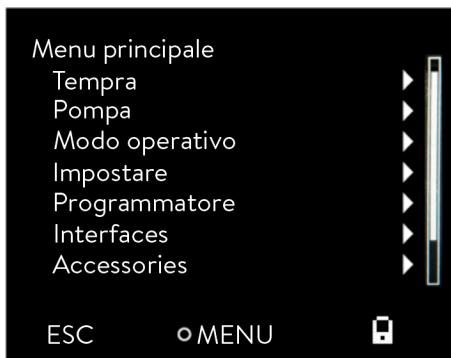 Menu principale
Tempra
Pompa
Modo operativo
Impostare
Programmatore
Interfaces
Accessories
ESC MENU